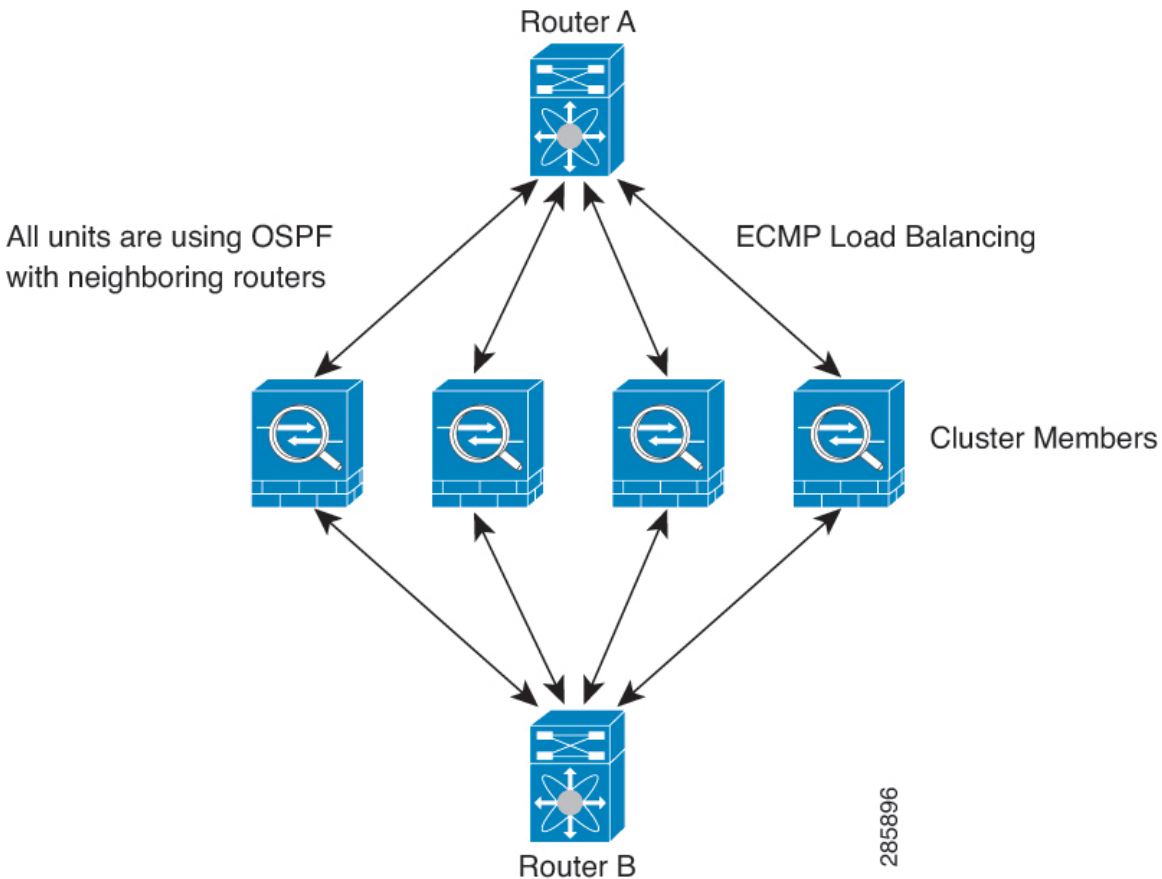 Router A
All units are using OSPF
with neighboring routers
ECMP Load Balancing
Cluster Members
Router B
285896